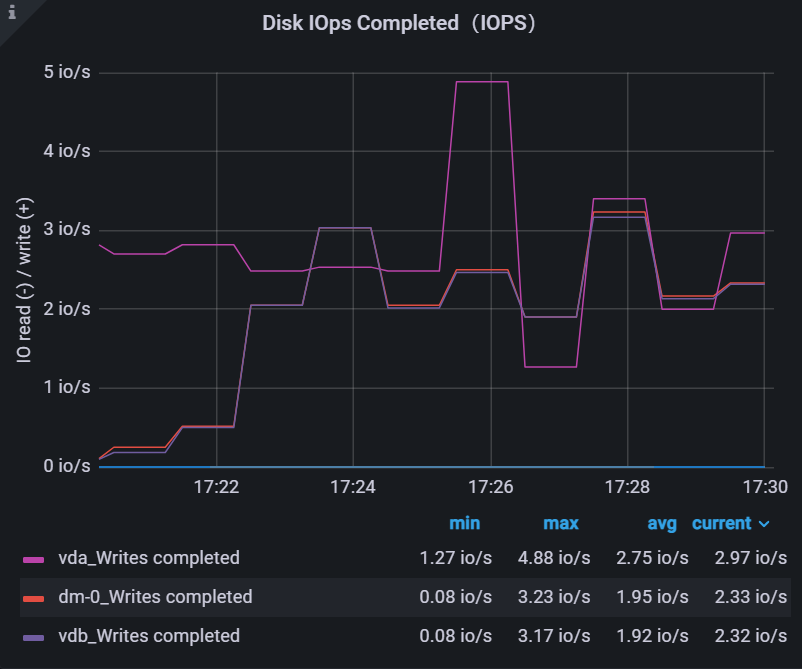 i
Disk IOps Completed（IOPS）
IO read (-) / write (+)
5 io/s
4 io/s
3 io/s
2 io/s
1 io/s
0 io/s
17:22 17:24 17:26 17:28 17:30
min max avg current
vda_Writes completed 1.27 io/s 4.88 io/s 2.75 io/s 2.97 io/s
dm-0_Writes completed 0.08 io/s 3.23 io/s 1.95 io/s 2.33 io/s
vdb_Writes completed 0.08 io/s 3.17 io/s 1.92 io/s 2.32 io/s